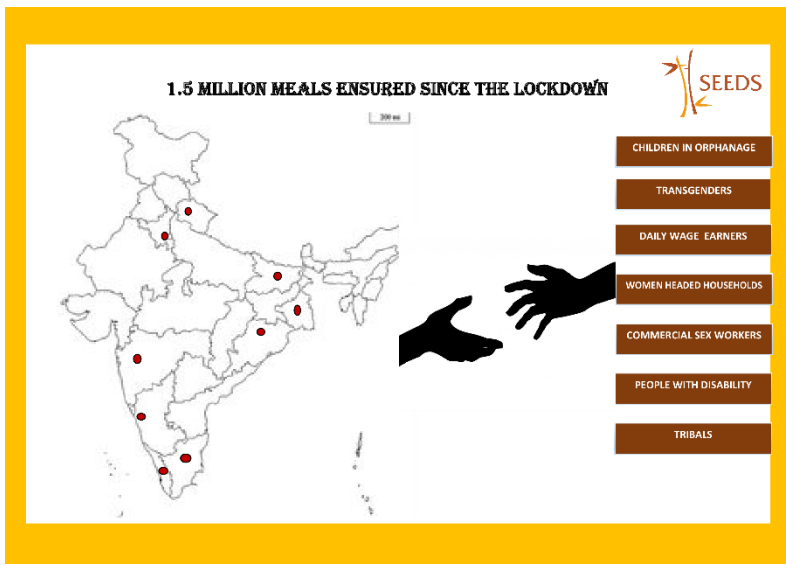 1.5 MILLION MEALS ENSURED SINCE THE LOCKDOWN
SEEDS
CHILDREN IN ORPHANAGE
TRANSGENDERS
DAILY WAGE EARNERS
WOMEN HEADED HOUSEHOLDS
COMMERCIAL SEX WORKERS
PEOPLE WITH DISABILITY
TRIBALS